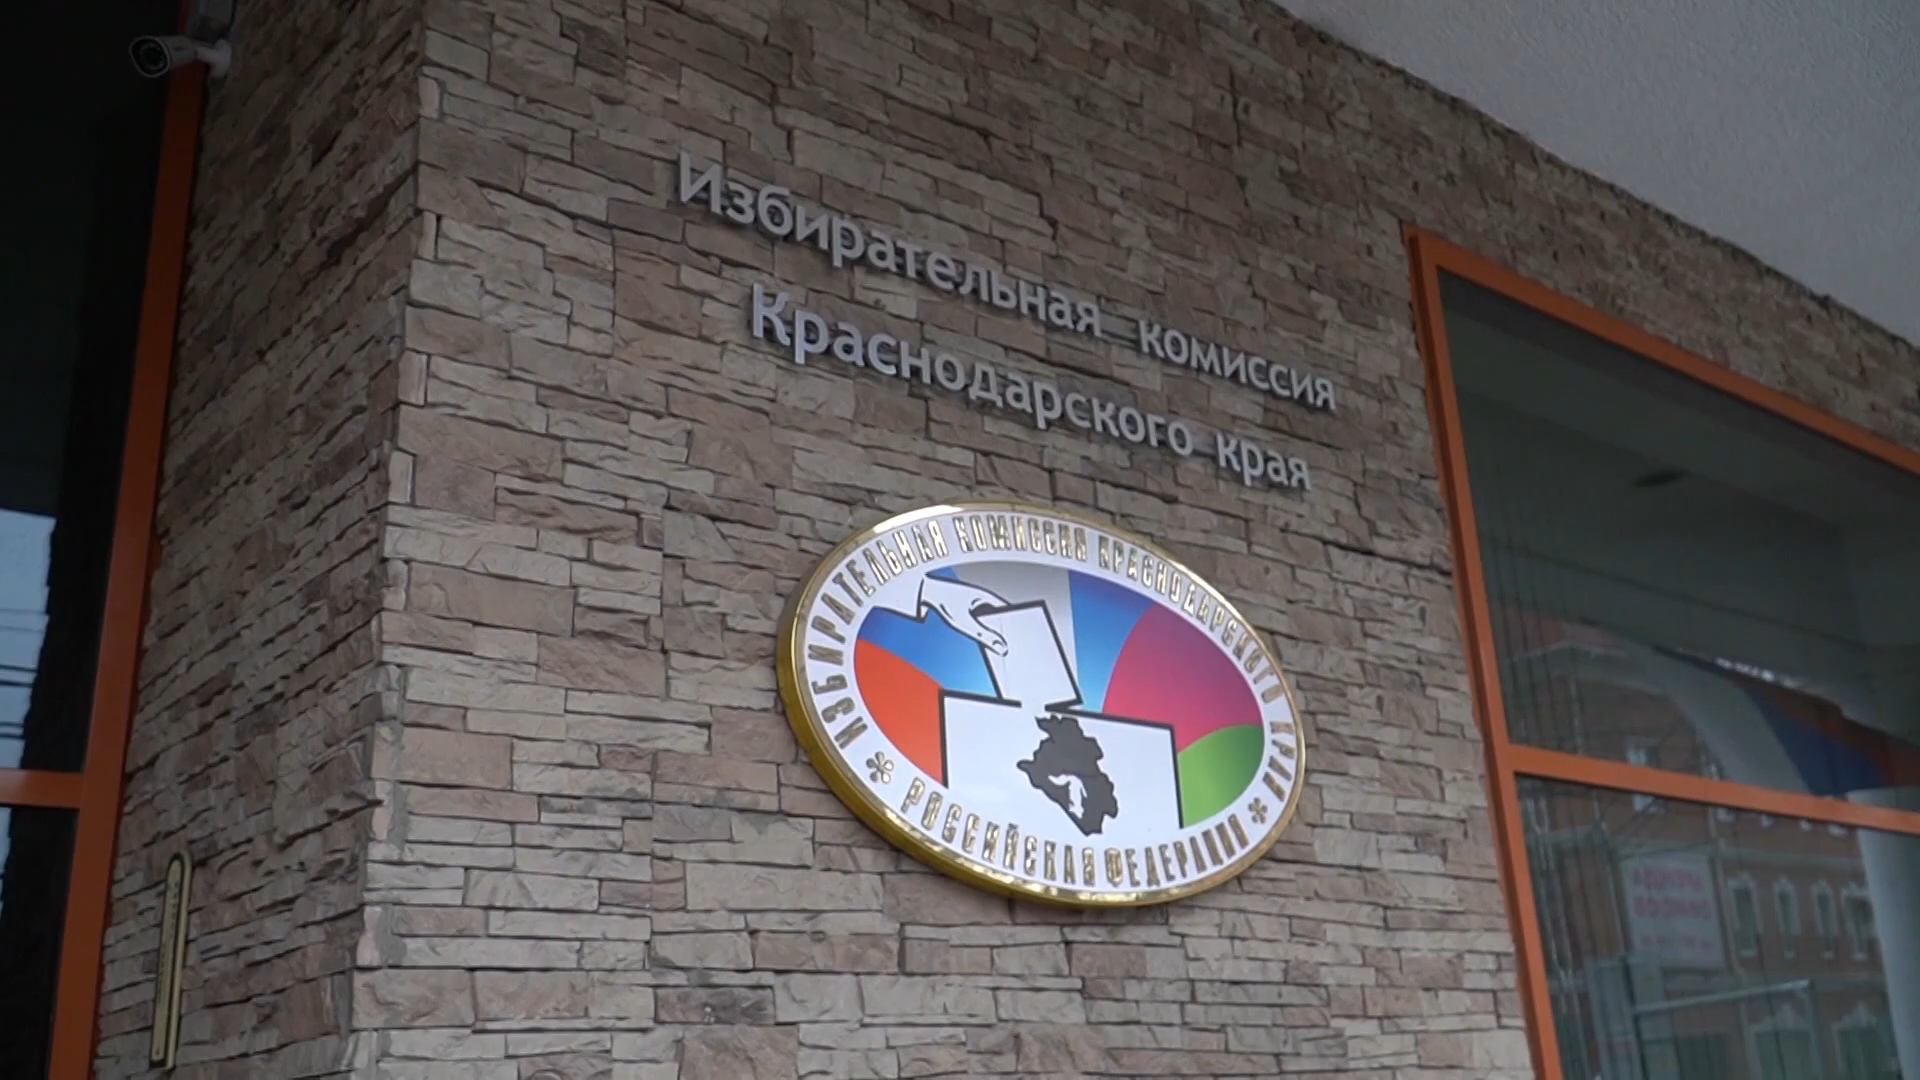 Избирательная комиссия
Краснодарского края
ИЗБИРАТЕЛЬНАЯ КОМИССИЯ КРАСНОДАРСКОГО КРАЯ
* РОССИЙСКАЯ ФЕДЕРАЦИЯ *